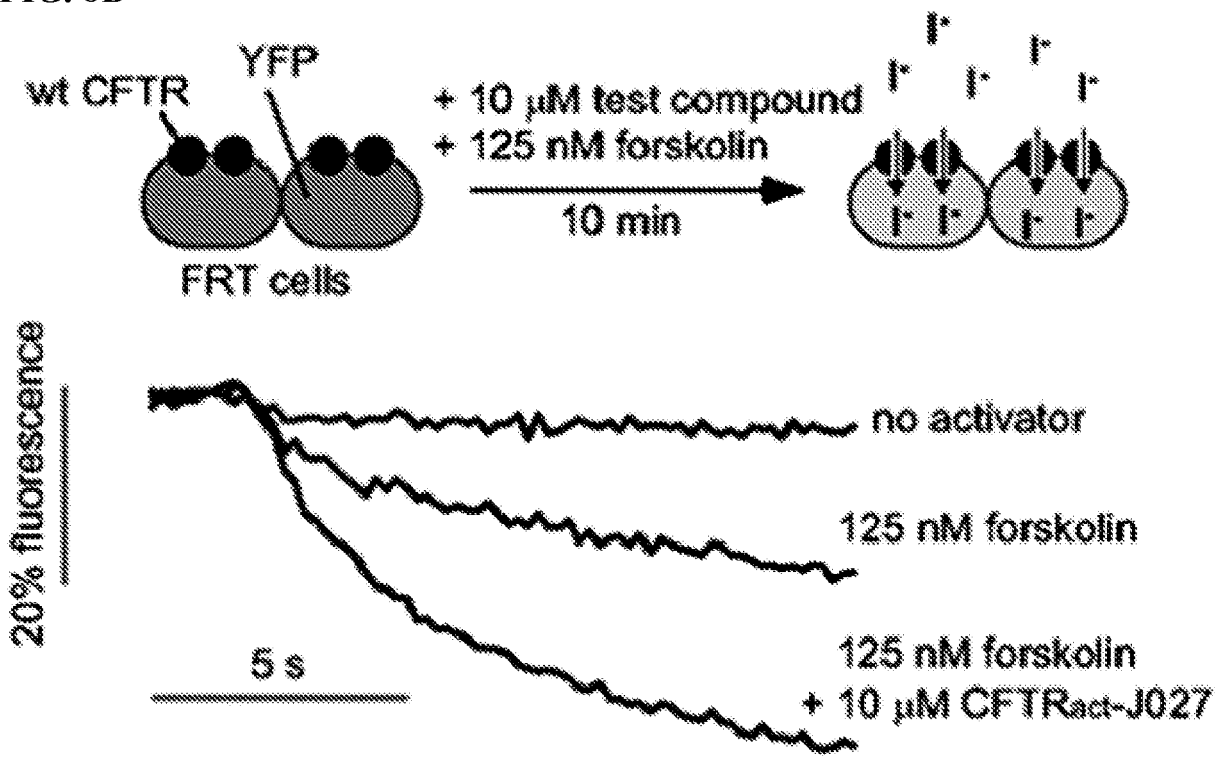 YFP
wt CFTR
+ 10 µM test compound
+ 125 nM forskolin
10 min
FRT cells
I-
I-
I-
I-
I-
I-
I-
I-
I-
20% fluorescence
no activator
125 nM forskolin
5 s
125 nM forskolin
+ 10 µM CFTRact-J027